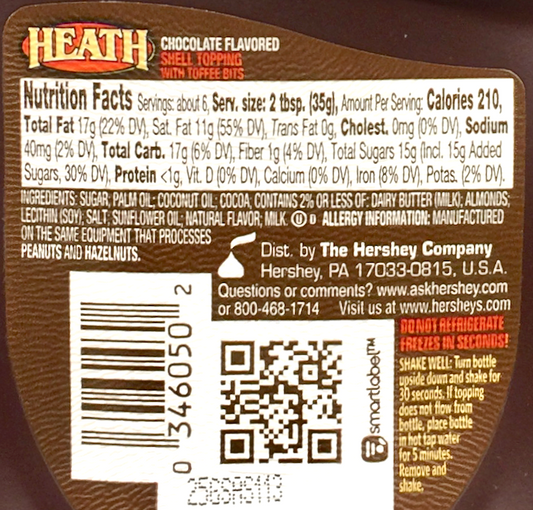 HEATH
CHOCOLATE FLAVORED
SHELL TOPPING
WITH TOFFEE BITS
Nutrition Facts Servings: about 6, Serv. size: 2 tbsp. (35g), Amount Per Serving: Calories 210,
Total Fat 17g (22% DV), Sat. Fat 11g (55% DV), Trans Fat 0g, Cholest. 0mg (0% DV), Sodium
40mg (2% DV), Total Carb. 17g (6% DV), Fiber 1g (4% DV), Total Sugars 15g (Incl. 15g Added
Sugars, 30% DV), Protein <1g, Vit. D (0% DV), Calcium (0% DV), Iron (8% DV), Potas. (2% DV).
INGREDIENTS: SUGAR; PALM OIL; COCONUT OIL; COCOA; CONTAINS 2% OR LESS OF: DAIRY BUTTER (MILK); ALMONDS;
LECITHIN (SOY); SALT; SUNFLOWER OIL; NATURAL FLAVOR; MILK. Ⓤ D ALLERGY INFORMATION: MANUFACTURED
ON THE SAME EQUIPMENT THAT PROCESSES
PEANUTS AND HAZELNUTS.
Dist. by The Hershey Company
Hershey, PA 17033-0815, U.S.A.
Questions or comments? www.askhershey.com
or 800-468-1714 Visit us at www.hersheys.com
DO NOT REFRIGERATE
FREEZES IN SECONDS!
SHAKE WELL: Turn bottle
upside down and shake for
30 seconds. If topping
does not flow from
bottle, place bottle
in hot tap water
for 5 minutes.
Remove and
shake.
0 346050 2
smartlabel™